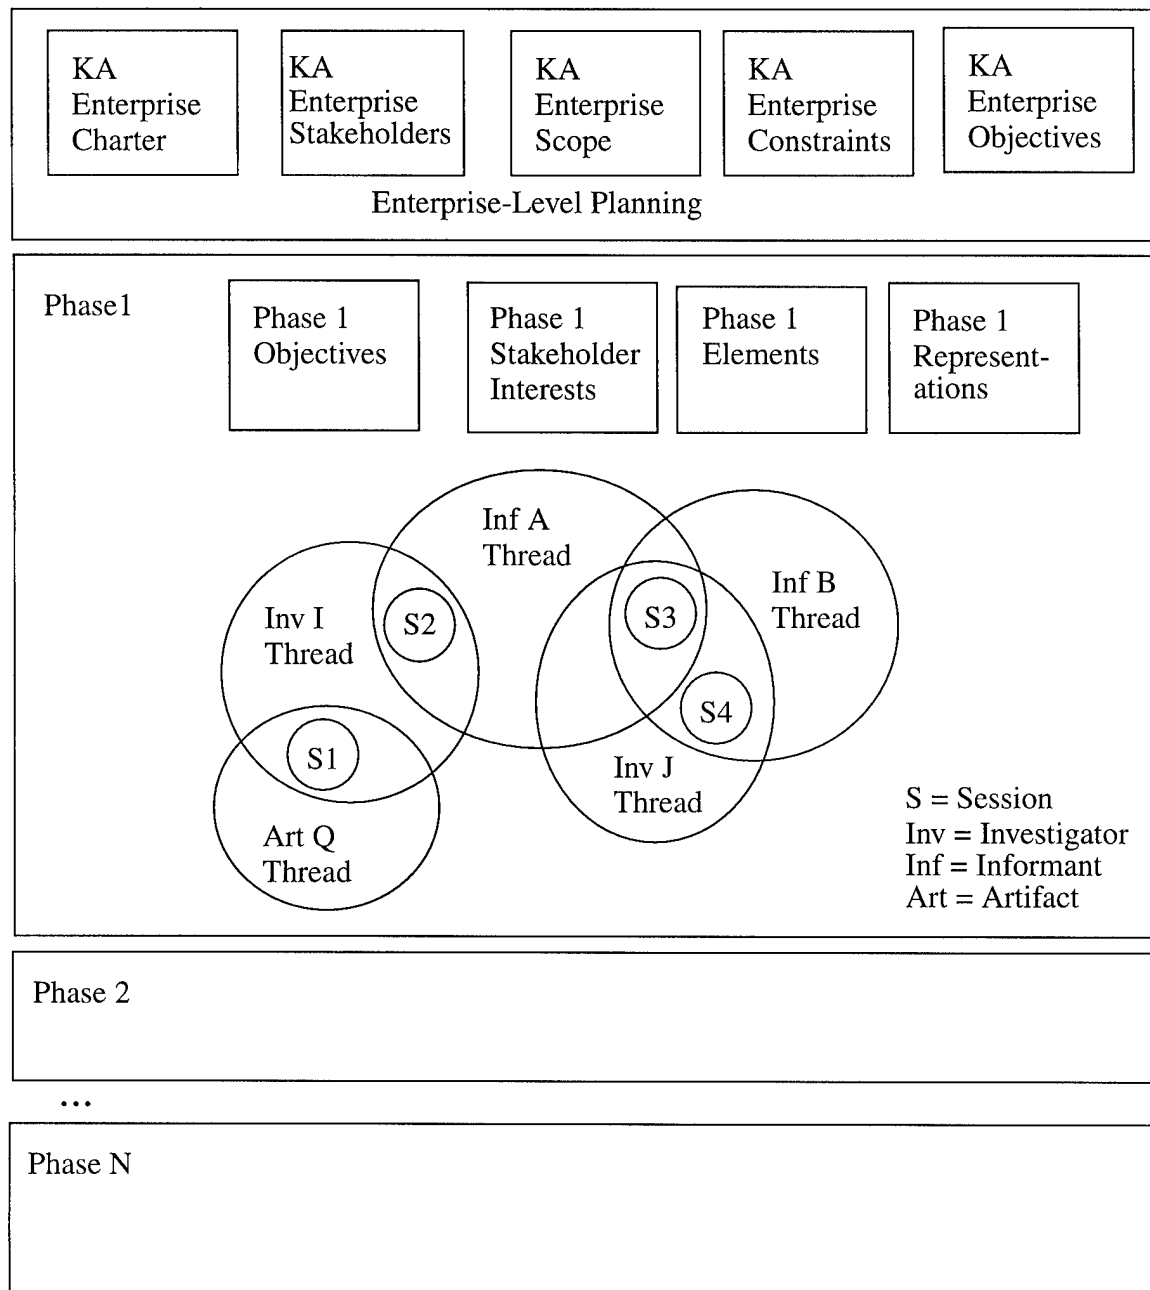 KA
Enterprise
Charter
KA
Enterprise
Stakeholders
KA
Enterprise
Scope
KA
Enterprise
Constraints
KA
Enterprise
Objectives
Enterprise-Level Planning
Phase1
Phase 1
Objectives
Phase 1
Stakeholder
Interests
Phase 1
Elements
Phase 1
Represent-
ations
Inf A
Thread
Inf B
Thread
Inv I
Thread
S2
S3
S4
S1
Inv J
Thread
Art Q
Thread
S = Session
Inv = Investigator
Inf = Informant
Art = Artifact
Phase 2
...
Phase N